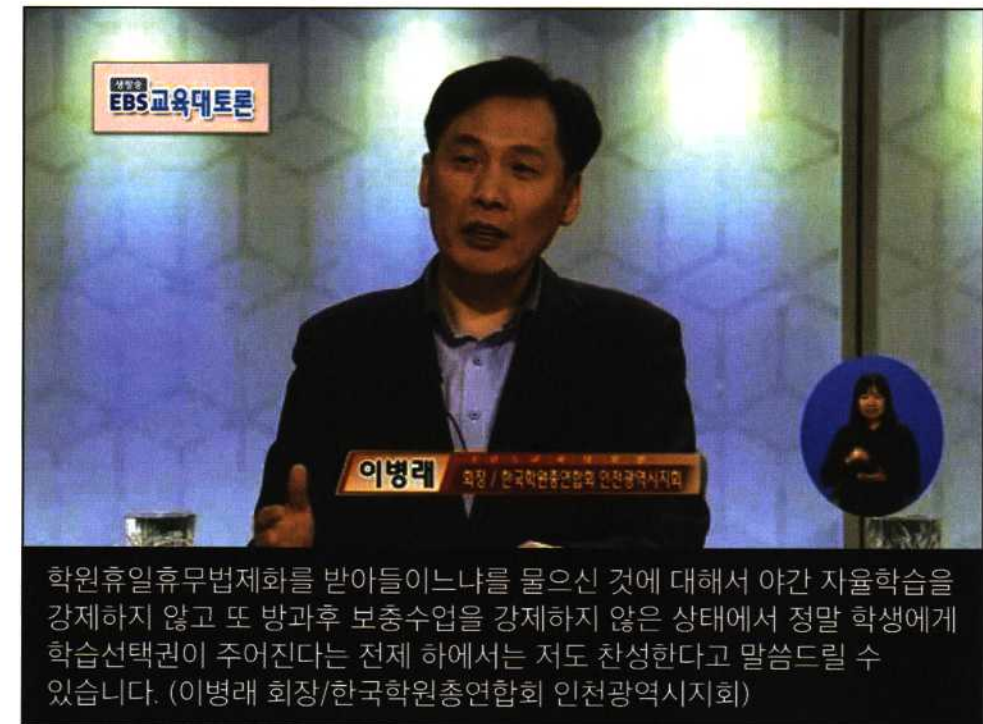 생방송
EBS교육대토론
이병래
회장 / 한국학원총연합회 인천광역시지회
학원휴일휴무법제화를 받아들이느냐를 물으신 것에 대해서 야간 자율학습을
강제하지 않고 또 방과후 보충수업을 강제하지 않은 상태에서 정말 학생에게
학습선택권이 주어진다는 전제 하에서는 저도 찬성한다고 말씀드릴 수
있습니다. (이병래 회장/한국학원총연합회 인천광역시지회)